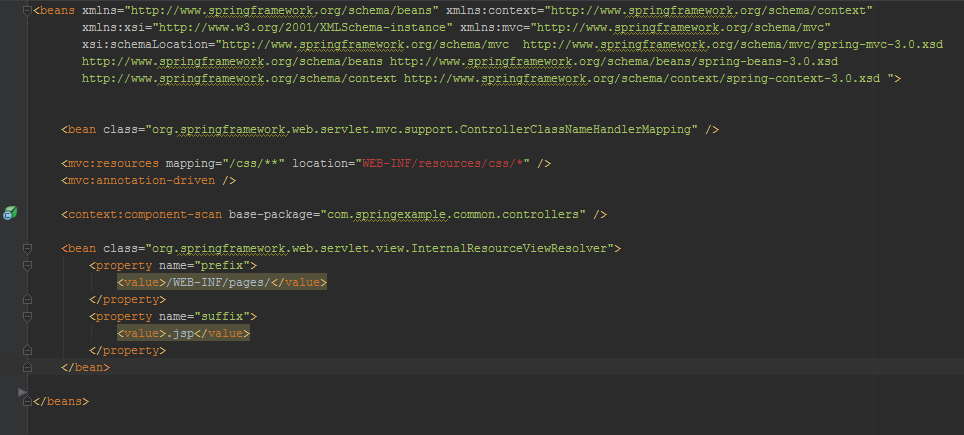 <beans xmlns="http://www.springframework.org/schema/beans" xmlns:context="http://www.springframework.org/schema/context"
xmlns:xsi="http://www.w3.org/2001/XMLSchema-instance" xmlns:mvc="http://www.springframework.org/schema/mvc"
xsi:schemaLocation="http://www.springframework.org/schema/mvc  http://www.springframework.org/schema/mvc/spring-mvc-3.0.xsd
http://www.springframework.org/schema/beans http://www.springframework.org/schema/beans/spring-beans-3.0.xsd
http://www.springframework.org/schema/context http://www.springframework.org/schema/context/spring-context-3.0.xsd ">
<bean class="org.springframework.web.servlet.mvc.support.ControllerClassNameHandlerMapping" />
<mvc:resources mapping="/css/**" location="WEB-INF/resources/css/*" />
<mvc:annotation-driven />
<context:component-scan base-package="com.springexample.common.controllers" />
<bean class="org.springframework.web.servlet.view.InternalResourceViewResolver">
<property name="prefix">
<value>/WEB-INF/pages/</value>
</property>
<property name="suffix">
<value>.jsp</value>
</property>
</bean>
</beans>